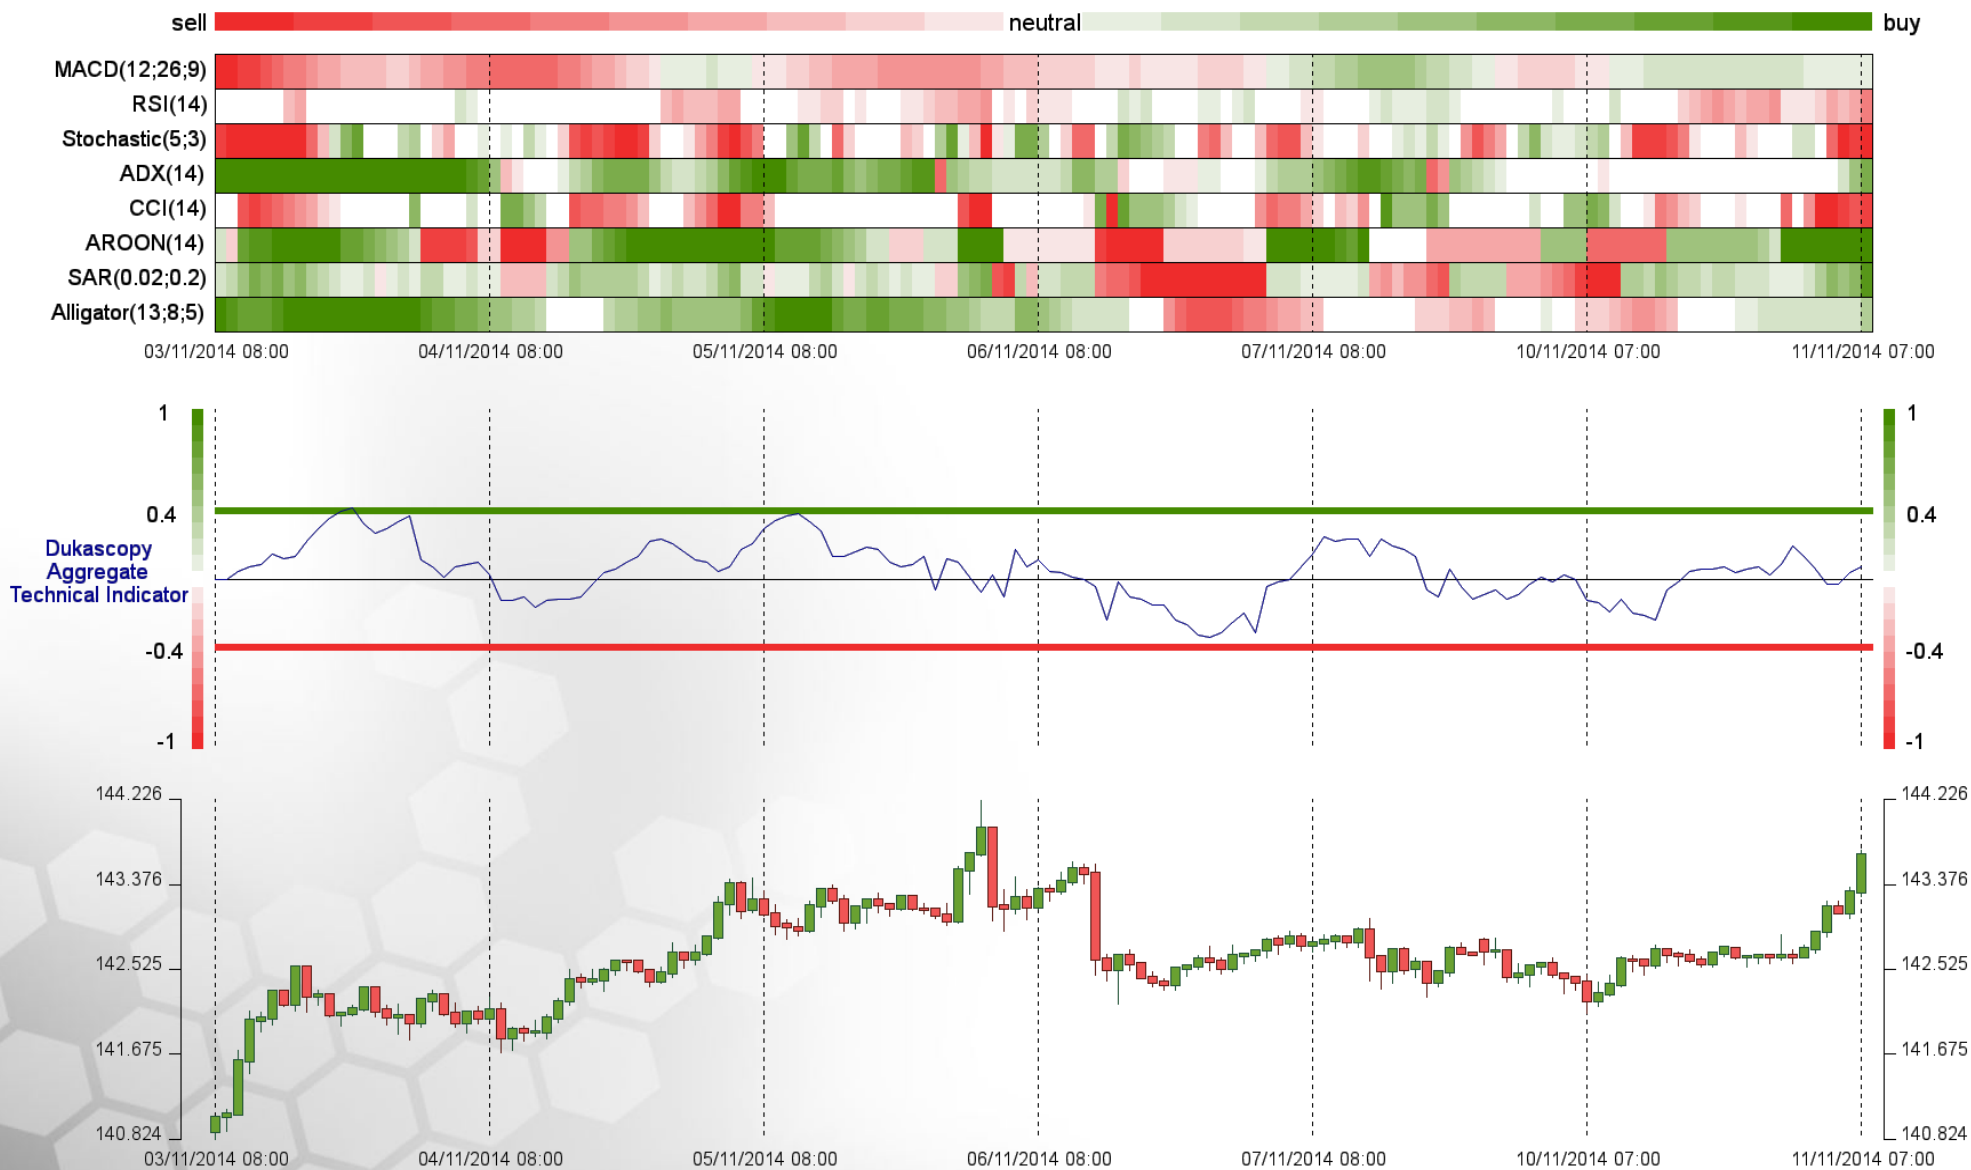 sell neutral buy
MACD(12;26;9)
RSI(14)
Stochastic(5;3)
ADX(14)
CCI(14)
AROON(14)
SAR(0.02;0.2)
Alligator(13;8;5)
03/11/2014 08:00 04/11/2014 08:00 05/11/2014 08:00 06/11/2014 08:00 07/11/2014 08:00 10/11/2014 07:00 11/11/2014 07:00
1 1
0.4 0.4
Dukascopy
Aggregate
Technical Indicator
-0.4 -0.4
-1 -1
144.226 144.226
143.376 143.376
142.525 142.525
141.675 141.675
140.824 140.824
03/11/2014 08:00 04/11/2014 08:00 05/11/2014 08:00 06/11/2014 08:00 07/11/2014 08:00 10/11/2014 07:00 11/11/2014 07:00